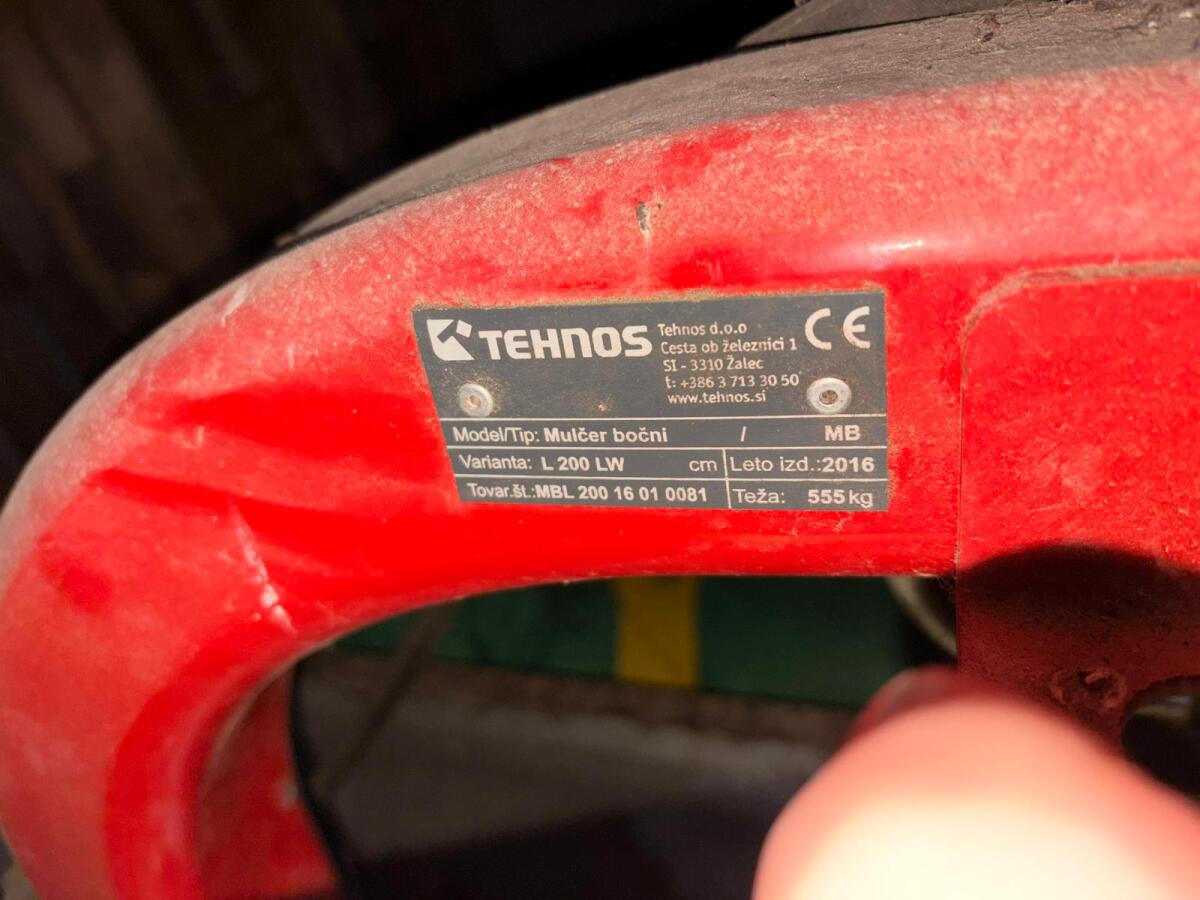 TEHNOS
Tehnos d.o.o
Cesta ob železnici 1
SI - 3310 Žalec
t: +386 3 713 30 50
www.tehnos.si
CE
Model/Tip: Mulčer bočni / MB
Varianta: L 200 LW cm
Leto izd.:2016
Tovar.št.:MBL 200 16 01 0081
Teža: 555 kg